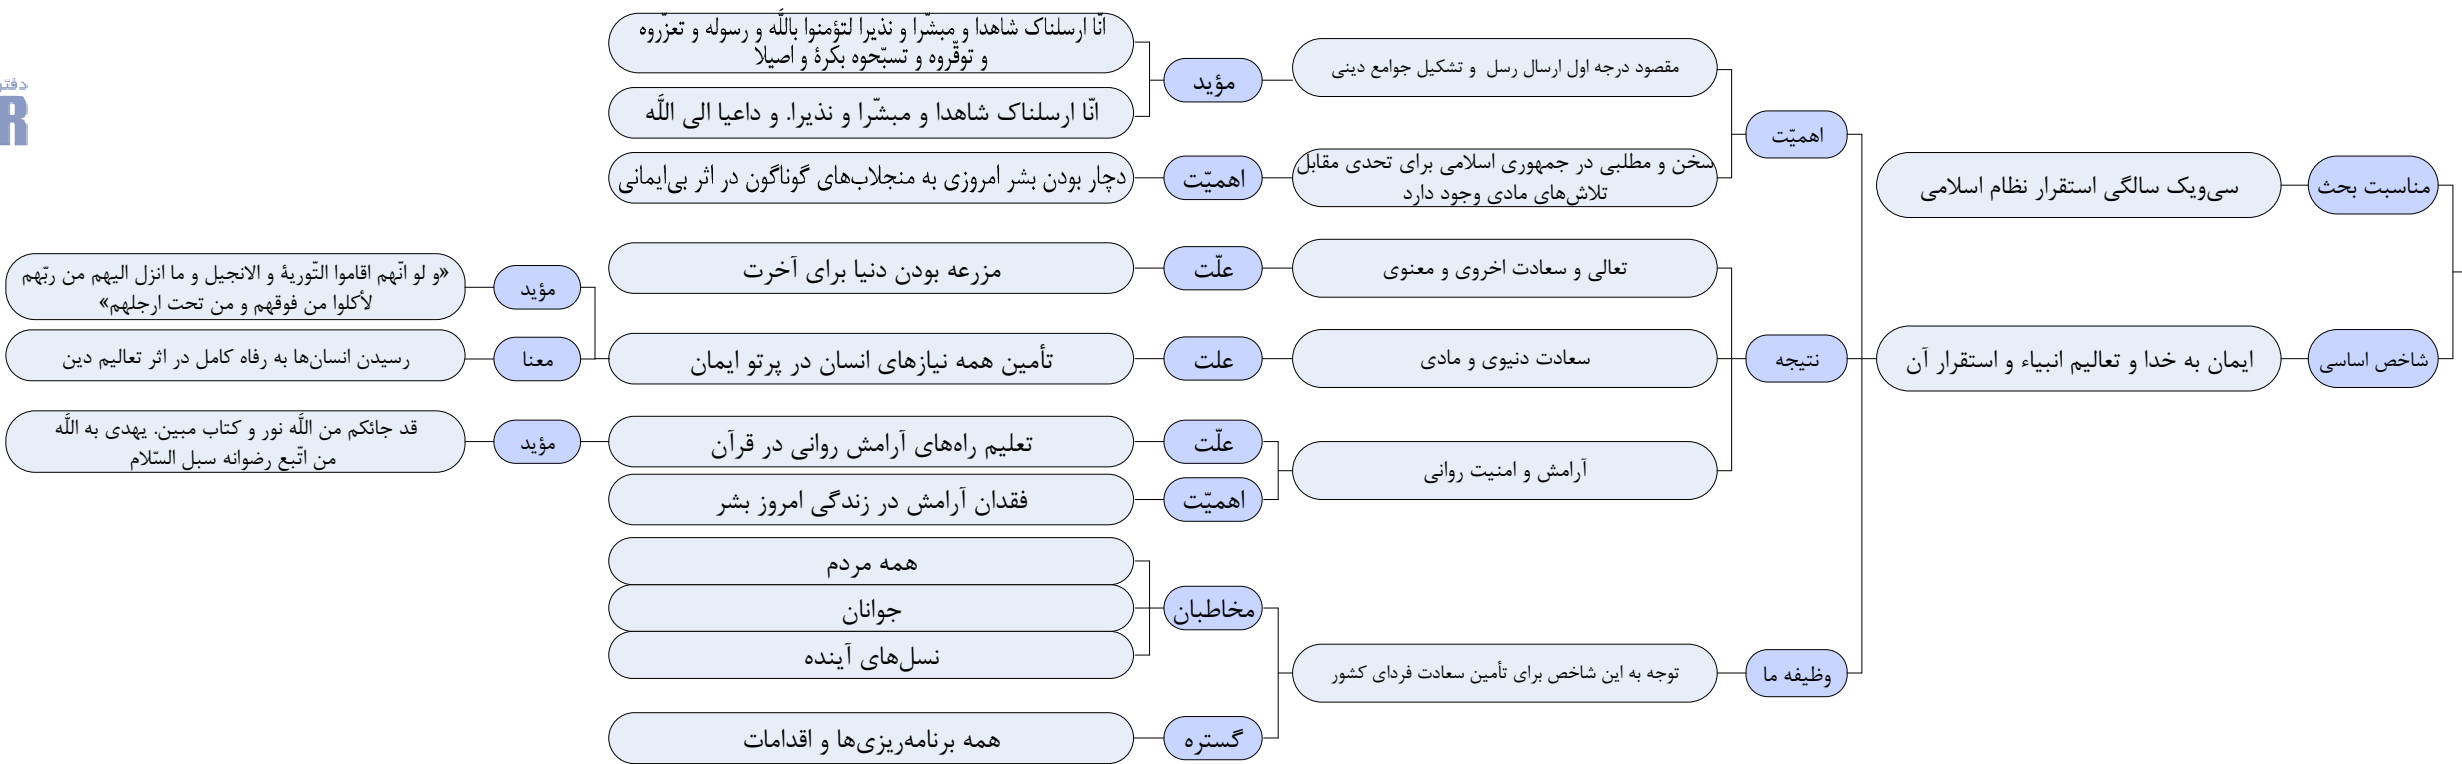 مناسبت بحث
سی‌ویک سالگی استقرار نظام اسلامی
شاخص اساسی
ایمان به خدا و تعالیم انبیاء و استقرار آن
اهمیّت
مقصود درجه اول ارسال رسل و تشکیل جوامع دینی
مؤید
انّا ارسلناک شاهدا و مبشّرا و نذیرا لتؤمنوا باللَّه و رسوله و تعزّروه
و توقّروه و تسبّحوه بکرة و اصیلا
انّا ارسلناک شاهدا و مبشّرا و نذیرا. و داعیا الی اللَّه
سخن و مطلبی در جمهوری اسلامی برای تحدی مقابل
تلاش‌های مادی وجود دارد
اهمیّت
دچار بودن بشر امروزی به منجلاب‌های گوناگون در اثر بی‌ایمانی
نتیجه
تعالی و سعادت اخروی و معنوی
علّت
مزرعه بودن دنیا برای آخرت
سعادت دنیوی و مادی
علت
تأمین همه نیازهای انسان در پرتو ایمان
مؤید
«و لو انّهم اقاموا التّوریة و الانجیل و ما انزل الیهم من ربّهم
لأکلوا من فوقهم و من تحت ارجلهم»
معنا
رسیدن انسان‌ها به رفاه کامل در اثر تعالیم دین
آرامش و امنیت روانی
علّت
تعلیم راه‌های آرامش روانی در قرآن
مؤید
قد جائکم من اللَّه نور و کتاب مبین. یهدی به اللَّه
من اتّبع رضوانه سبل السّلام
اهمیّت
فقدان آرامش در زندگی امروز بشر
وظیفه ما
توجه به این شاخص برای تأمین سعادت فردای کشور
مخاطبان
همه مردم
جوانان
نسل‌های آینده
گستره
همه برنامه‌ریزی‌ها و اقدامات
دفتر
R